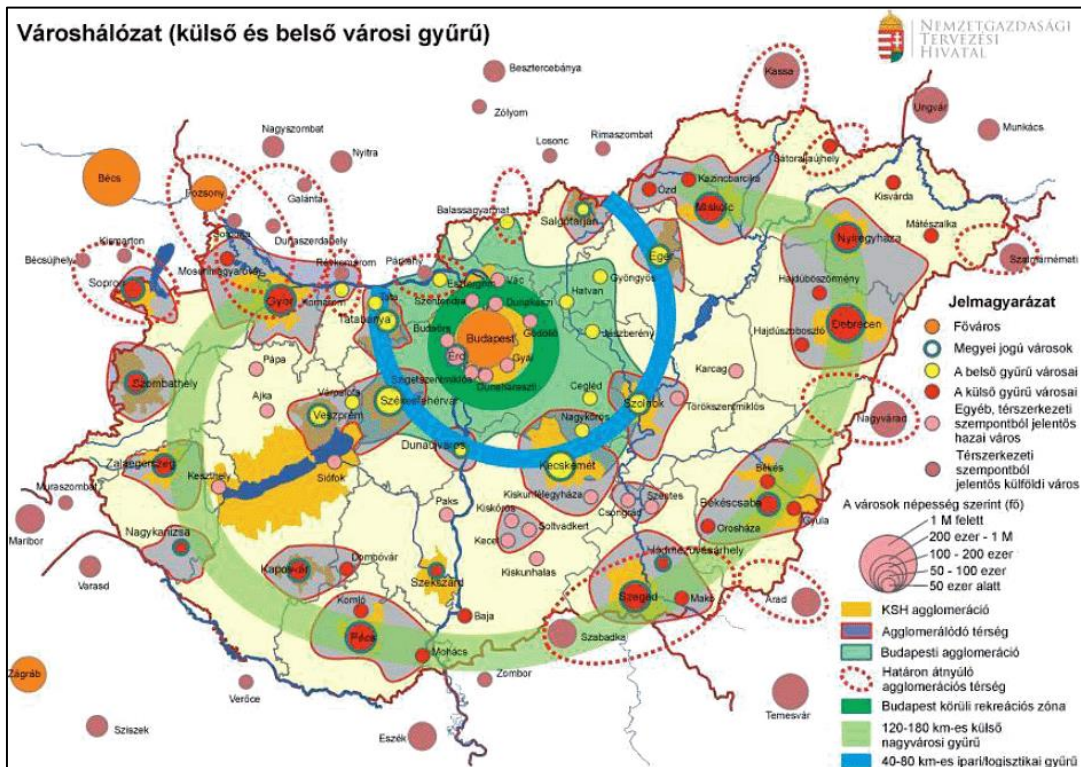 Városhálózat (külső és belső városi gyűrű)
NEMZETGAZDASÁGI
TERVEZÉSI
HIVATAL
Besztercebánya
Kassa
Ungvár
Zólyom
Munkács
Nagyszombat
Losonc
Rimaszombat
Nyitra
Sátoraljaújhely
Bécs
Pozsony
Galánta
Ózd
Kazincbarcika
Kisvárda
Miskolc
Balassagyarmat
Salgótarján
Mátészalka
Kismarton
Dunaszerdahely
Nyíregyháza
Bécsújhely
Mosonmagyaróvár
Révkomárom
Párkány
Eger
Szatmárnémeti
Sopron
Győr
Komárom
Tata
Esztergom
Vác
Gyöngyös
Hatvan
Hajdúböszörmény
Szentendre
Dunakeszi
Tatabánya
Gödöllő
Debrecen
Budaörs
Budapest
Jászberény
Hajdúszoboszló
Pápa
Érd
Gyál
Szombathely
Szigetszentmiklós
Dunaharaszti
Karcag
Ajka
Várpalota
Székesfehérvár
Cegléd
Veszprém
Nagykőrös
Szolnok
Törökszentmiklós
Nagyvárad
Dunaújváros
Zalaegerszeg
Keszthely
Siófok
Kecskemét
Békés
Muraszombat
Kiskunfélegyháza
Szentes
Csongrád
Békéscsaba
Maribor
Paks
Kiskőrös
Gyula
Nagykanizsa
Soltvadkert
Orosháza
Kecel
Varasd
Kaposvár
Dombóvár
Kiskunhalas
Hódmezővásárhely
Szekszárd
Komló
Szeged
Makó
Arad
Baja
Pécs
Szabadka
Mohács
Zágráb
Verőce
Zombor
Temesvár
Sziszek
Eszék
Jelmagyarázat
Főváros
Megyei jogú városok
A belső gyűrű városai
A külső gyűrű városai
Egyéb, térszerkezeti
szempontból jelentős
hazai város
Térszerkezeti
szempontból
jelentős külföldi város
A városok népesség szerint (fő)
1 M felett
200 ezer - 1 M
100 - 200 ezer
50 - 100 ezer
50 ezer alatt
KSH agglomeráció
Agglomerálódó térség
Budapesti agglomeráció
Határon átnyúló
agglomerációs térség
Budapest körüli rekreációs zóna
120-180 km-es külső
nagyvárosi gyűrű
40-80 km-es ipari/logisztikai gyűrű